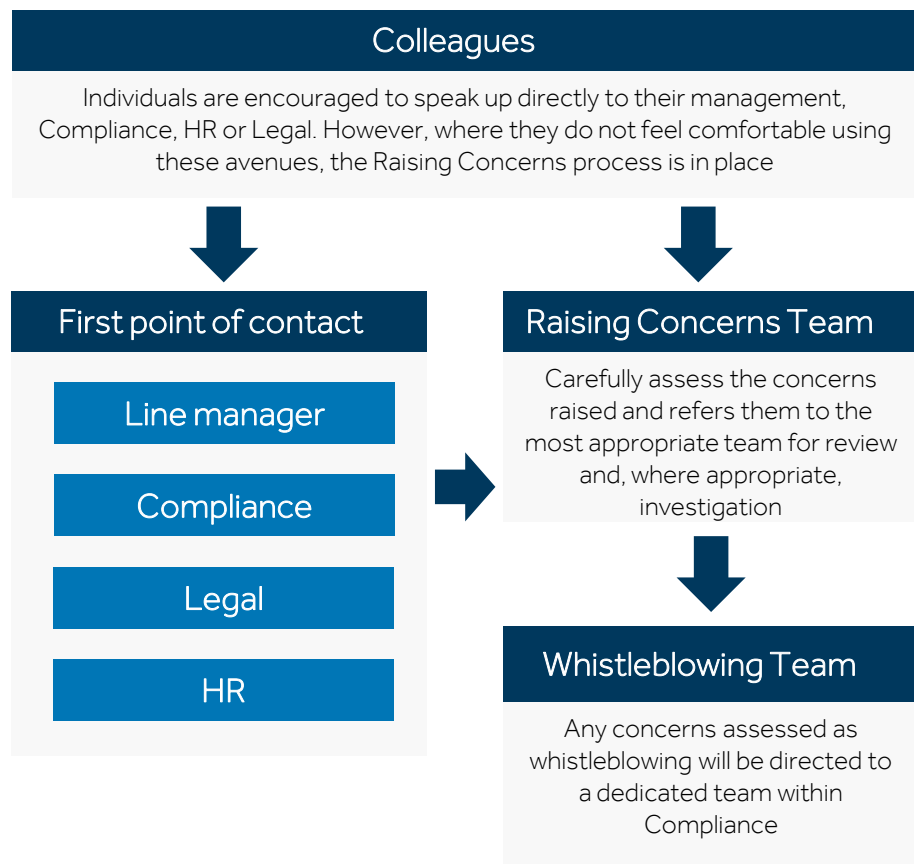 Colleagues
Individuals are encouraged to speak up directly to their management,
Compliance, HR or Legal. However, where they do not feel comfortable using
these avenues, the Raising Concerns process is in place
First point of contact
Line manager
Compliance
Legal
HR
Raising Concerns Team
Carefully assess the concerns
raised and refers them to the
most appropriate team for review
and, where appropriate,
investigation
Whistleblowing Team
Any concerns assessed as
whistleblowing will be directed to
a dedicated team within
Compliance